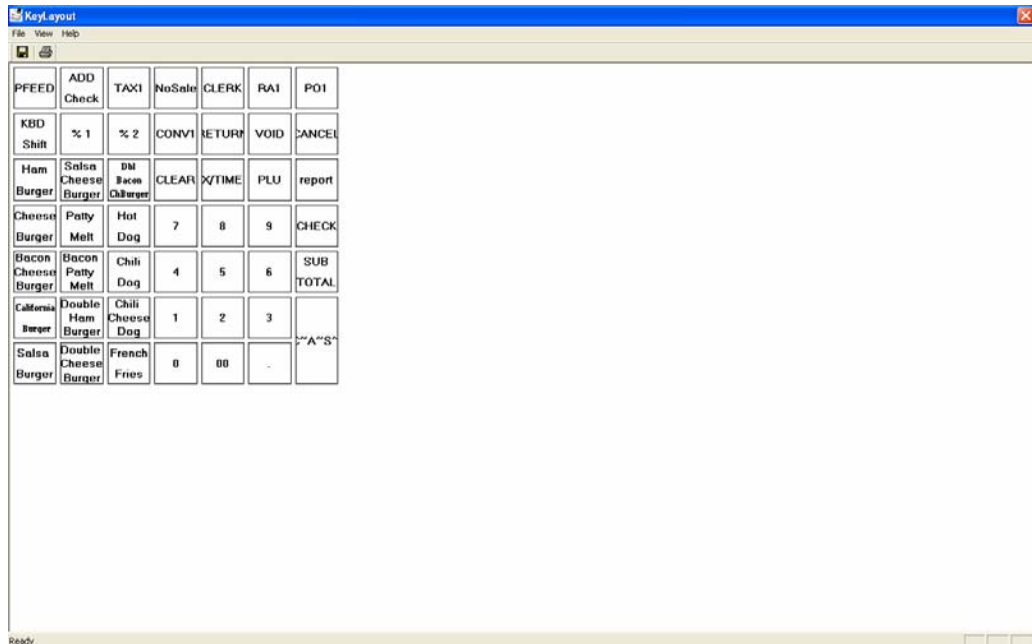 KeyLayout
File View Help
PFEED
ADD
Check
TAX1
NoSale
CLERK
RA1
PO1
KBD
Shift
% 1
% 2
CONV1
RETURN
VOID
CANCEL
Ham
Burger
Salsa
Cheese
Burger
Dbl
Bacon
ChBurger
CLEAR
X/TIME
PLU
report
Cheese
Burger
Patty
Melt
Hot
Dog
7
8
9
CHECK
Bacon
Cheese
Burger
Bacon
Patty
Melt
Chili
Dog
4
5
6
SUB
TOTAL
California
Burger
Double
Ham
Burger
Chili
Cheese
Dog
1
2
3
~A~S~
Salsa
Burger
Double
Cheese
Burger
French
Fries
0
00
.
Ready